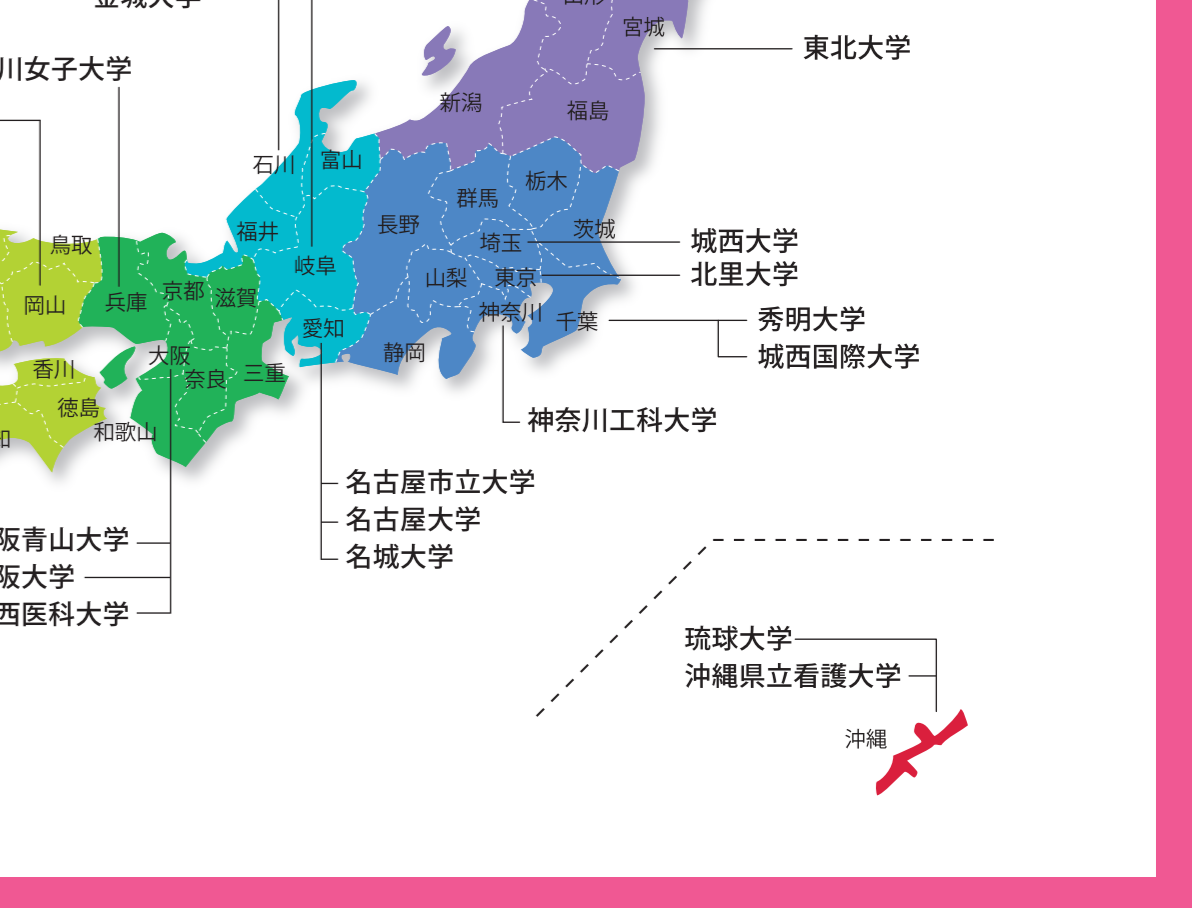 宮城
東北大学
川女子大学
新潟
福島
石川
富山
栃木
群馬
長野
福井
茨城
埼玉
城西大学
鳥取
岐阜
山梨
東京
北里大学
岡山
兵庫
京都
滋賀
神奈川
千葉
秀明大学
愛知
静岡
城西国際大学
大阪
香川
奈良
三重
徳島
和歌山
神奈川工科大学
名古屋市立大学
名古屋大学
名城大学
阪青山大学
阪大学
西医科大学
琉球大学
沖縄県立看護大学
沖縄